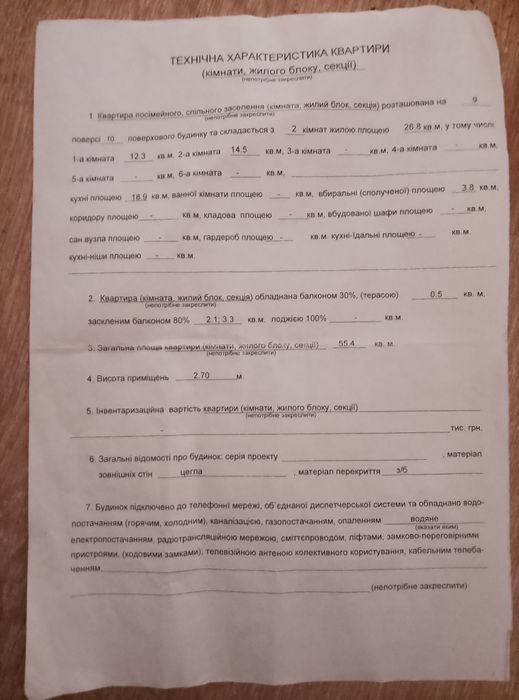 ТЕХНІЧНА ХАРАКТЕРИСТИКА КВАРТИРИ
(кімнати, жилого блоку, секції)
(непотрібне закреслити)
1. Квартира посімейного, спільного заселення (кімната, жилий блок, секція) розташована на 9
(непотрібне закреслити)
поверсі 10 поверхового будинку та складається з 2 кімнат жилою площею 26.8 кв.м, у тому числі
1-а кімната 12.3 кв.м, 2-а кімната 14.5 кв.м, 3-а кімната - кв.м, 4-а кімната - кв.м,
5-а кімната - кв.м, 6-а кімната - кв.м,
кухні площею 16.9 кв.м, ванної кімнати площею - кв.м, вбиральні (сполученої) площею 3.8 кв.м,
коридору площею - кв.м, кладова площею - кв.м, вбудованої шафи площею - кв.м,
сан.вузла площею - кв.м, гардероб площею - кв.м. кухні-їдальні площею - кв.м.
кухні-ніши площею - кв.м.
2. Квартира (кімната, жилий блок, секція) обладнана балконом 30%, (терасою) 0.5 кв. м,
(непотрібне закреслити)
заскленим балконом 80% 2.1; 3.3 кв.м. лоджією 100% - кв.м.
3. Загальна площа квартири (кімнати, жилого блоку, секції) 55.4 кв. м.
(непотрібне закреслити)
4. Висота приміщень 2.70 м.
5. Інвентаризаційна вартість квартири (кімнати, жилого блоку, секції)
(непотрібне закреслити)
- тис. грн.
6. Загальні відомості про будинок: серія проекту , матеріал
зовнішніх стін цегла , матеріал перекриття з/б
7. Будинок підключено до телефонні мережі, об'єднаної диспетчерської системи та обладнано водо-
постачанням (горячим, холодним), каналізацією, газопостачанням, опаленням водяне
(вказати яким)
електропостачанням, радіотрансляційною мережою, сміттєпроводом, ліфтами, замково-переговірними
пристроями, (кодовими замками), телевізійною антеною колективного користування, кабельним телеба-
ченням,
(непотрібне закреслити)